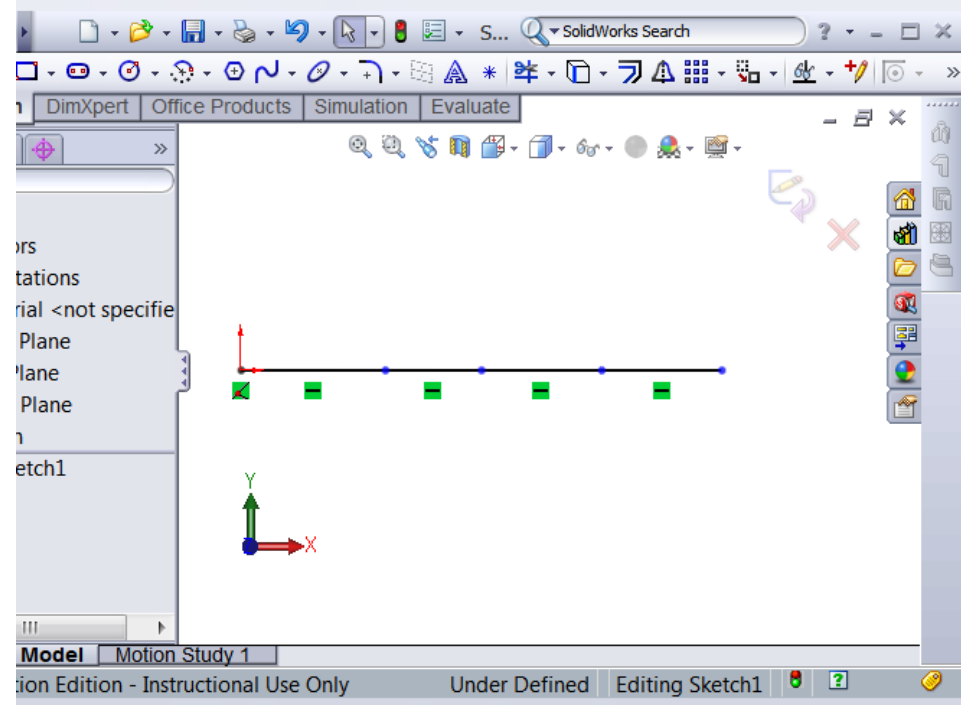 S... SolidWorks Search ?
DimXpert Office Products Simulation Evaluate
ors
tations
rial <not specifie
Plane
Plane
Plane
n
etch1
Y
X
Model Motion Study 1
tion Edition - Instructional Use Only Under Defined Editing Sketch1 ?